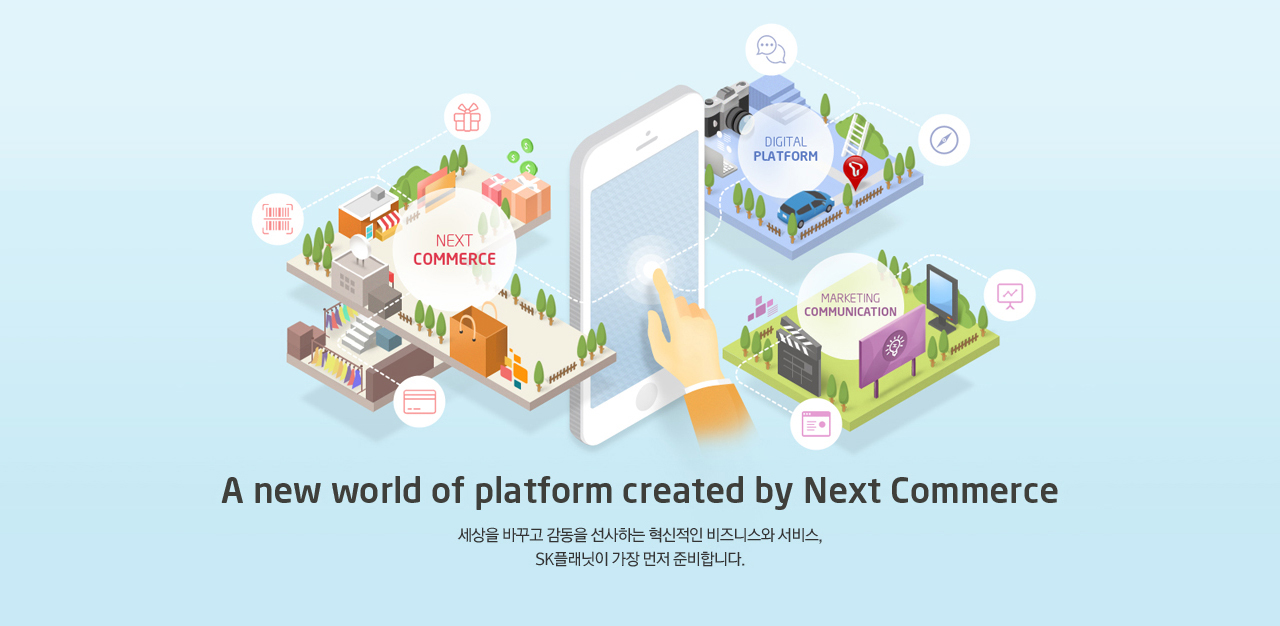 DIGITAL
PLATFORM
NEXT
COMMERCE
MARKETING
COMMUNICATION
A new world of platform created by Next Commerce
세상을 바꾸고 감동을 선사하는 혁신적인 비즈니스와 서비스,
SK플래닛이 가장 먼저 준비합니다.